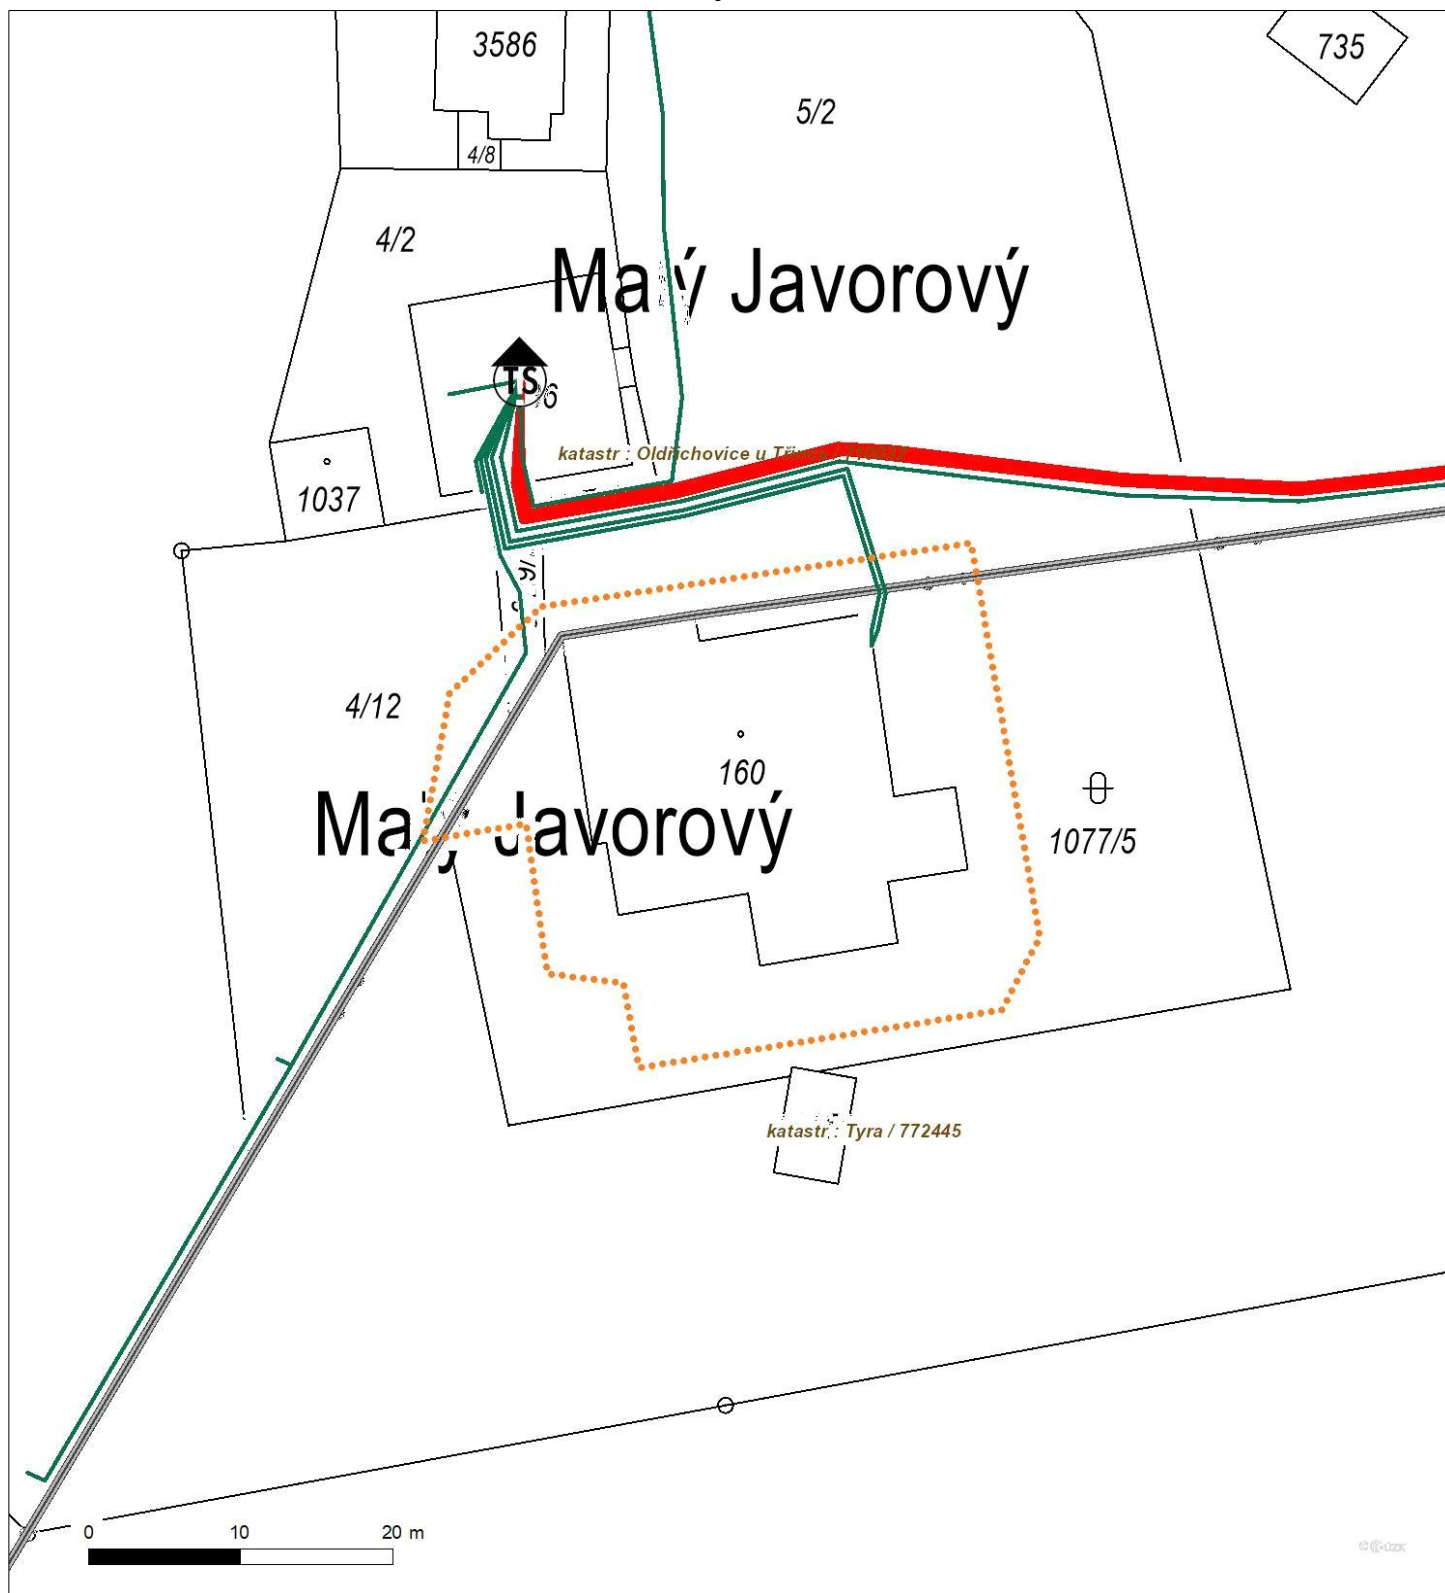 3586
735
5/2
4/8
4/2
Malý Javorový
TS
katastr : Oldřichovice u
1037
4/12
160
Malý Javorový
1077/5
katastr : Tyra / 772445
0 10 20 m